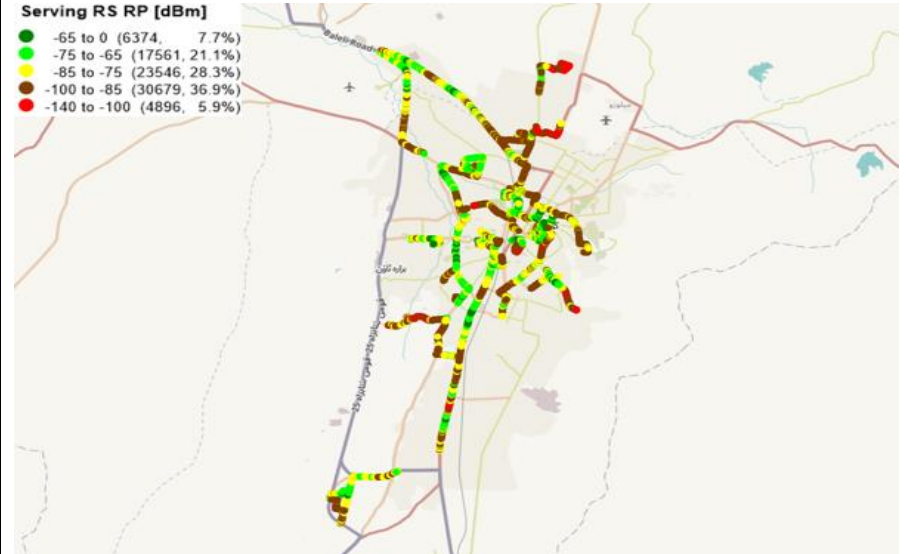 Serving RS RP [dBm]
-65 to 0 (6374, 7.7%)
-75 to -65 (17561, 21.1%)
-85 to -75 (23546, 28.3%)
-100 to -85 (30679, 36.9%)
-140 to -100 (4896, 5.9%)
Baleli Road